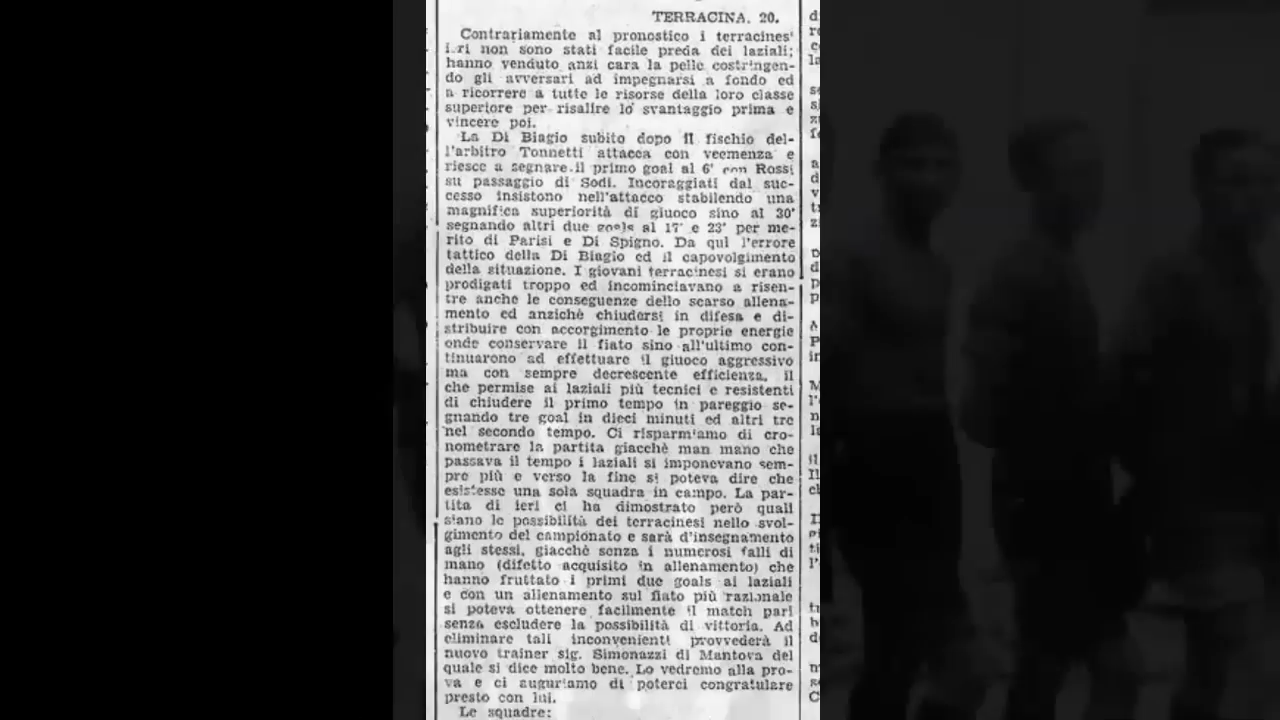 TERRACINA, 20.
Contrariamente al pronostico i terracines'
i.ri non sono stati facile preda dei laziali;
hanno venduto anzi cara la pelle costringen-
do gli avversari ad impegnarsi a fondo ed
a ricorrere a tutte le risorse della loro classe
superiore per risalire lo svantaggio prima e
vincere poi.
La Di Biagio subito dopo il fischio del-
l'arbitro Tonnetti attacca con veemenza e
riesce a segnare il primo goal al 6' con Rossi
su passaggio di Sodi. Incoraggiati dal suc-
cesso insistono nell'attacco stabilendo una
magnifica superiorità di giuoco sino al 30'
segnando altri due goals al 17' e 23' per me-
rito di Parisi e Di Spigno. Da qui l'errore
tattico della Di Biagio ed il capovolgimento
della situazione. I giovani terracinesi si erano
prodigati troppo ed incominciavano a risen-
tre anche le conseguenze dello scarso allena-
mento ed anzichè chiudersi in difesa e di-
stribuire con accorgimento le proprie energie
onde conservare il fiato sino all'ultimo con-
tinuarono ad effettuare il giuoco aggressivo
ma con sempre decrescente efficienza, il
che permise ai laziali più tecnici e resistenti
di chiudere il primo tempo in pareggio se-
gnando tre goal in dieci minuti ed altri tre
nel secondo tempo. Ci risparmiamo di cro-
nometrare la partita giacchè man mano che
passava il tempo i laziali si imponevano sem-
pre più e verso la fine si poteva dire che
esistesse una sola squadra in campo. La par-
tita di ieri ci ha dimostrato però quali
siano le possibilità dei terracinesi nello svol-
gimento del campionato e sarà d'insegnamento
agli stessi, giacchè senza i numerosi falli di
mano (difetto acquisito in allenamento) che
hanno fruttato i primi due goals ai laziali
e con un allenamento sul fiato più razionale
si poteva ottenere facilmente il match pari
senza escludere la possibilità di vittoria. Ad
eliminare tali inconvenienti provvederà il
nuovo trainer sig. Simonazzi di Mantova del
quale si dice molto bene. Lo vedremo alla pro-
va e ci auguriamo di poterci congratulare
presto con lui.
Le squadre: